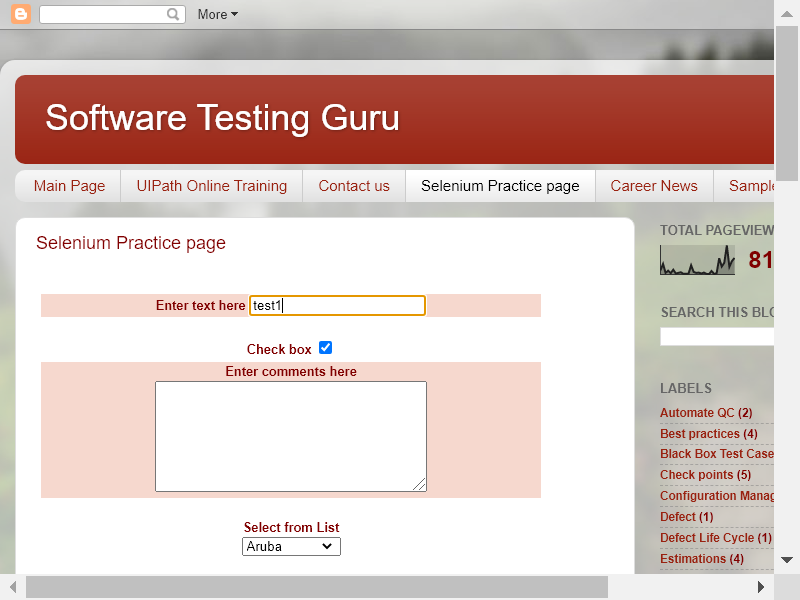 More
Software Testing Guru
Main Page
UIPath Online Training
Contact us
Selenium Practice page
Career News
Sample
Selenium Practice page
Enter text here test1
Check box
Enter comments here
Select from List
Aruba
TOTAL PAGEVIEW
81
SEARCH THIS BLO
LABELS
Automate QC (2)
Best practices (4)
Black Box Test Case
Check points (5)
Configuration Manag
Defect (1)
Defect Life Cycle (1)
Estimations (4)